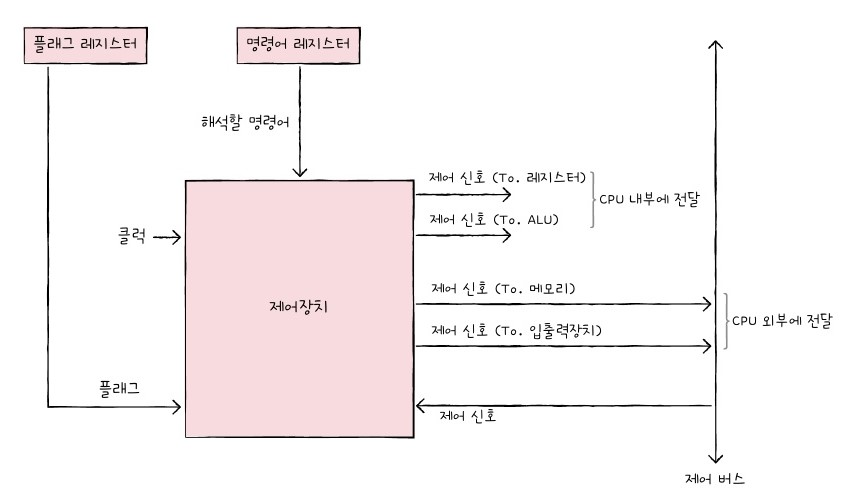 플래그 레지스터
명령어 레지스터
해석할 명령어
제어 신호 (To. 레지스터)
CPU 내부에 전달
제어 신호 (To. ALU)
클럭
제어장치
제어 신호 (To. 메모리)
CPU 외부에 전달
제어 신호 (To. 입출력장치)
플래그
제어 신호
제어 버스